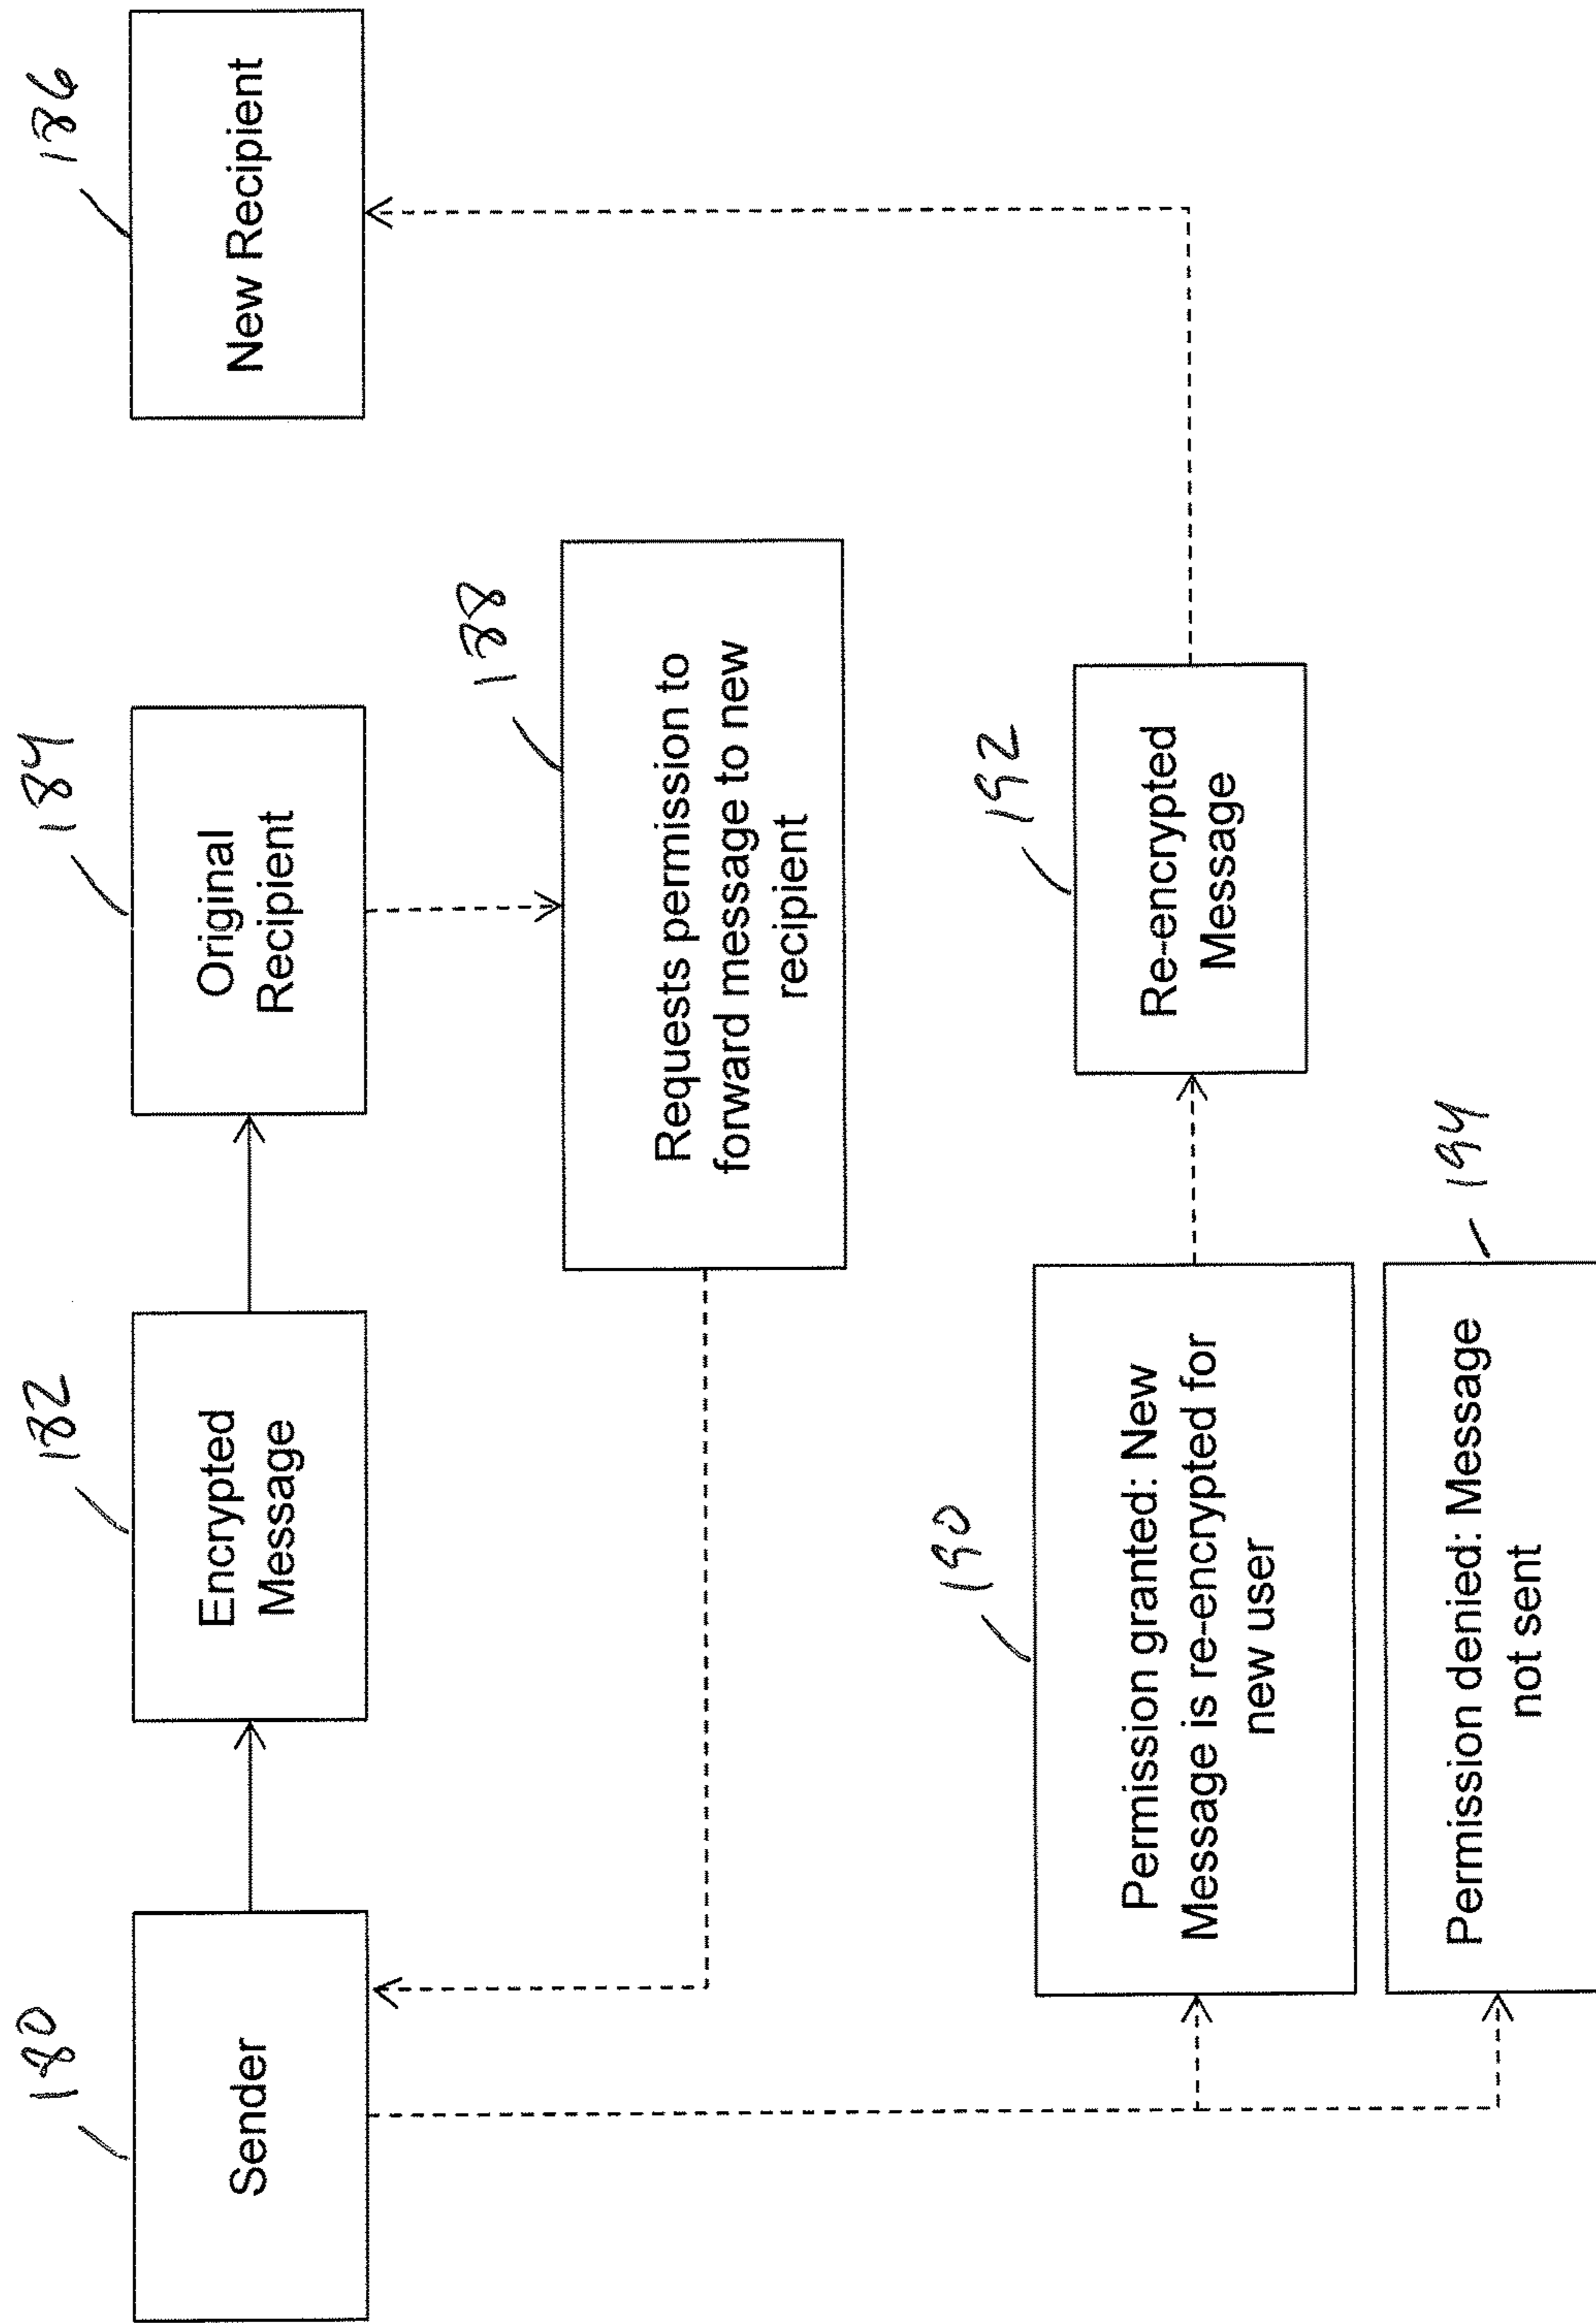 180
Sender
182
Encrypted
Message
184
Original
Recipient
186
New Recipient
188
Requests permission to
forward message to new
recipient
190
Permission granted: New
Message is re-encrypted for
new user
192
Re-encrypted
Message
194
Permission denied: Message
not sent